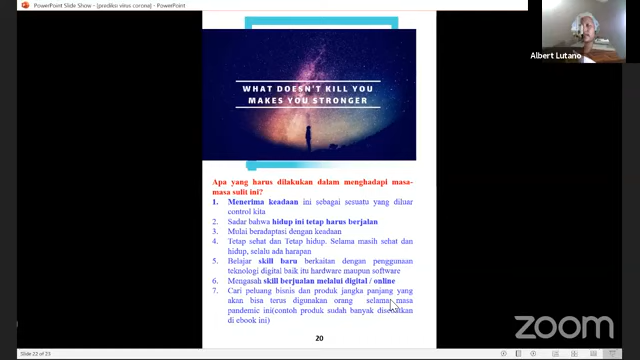 PowerPoint Slide Show - [prediksi virus corona] - PowerPoint
Albert Lutano
WHAT DOESN'T KILL YOU
MAKES YOU STRONGER
Apa yang harus dilakukan dalam menghadapi masa-
masa sulit ini?
1. Menerima keadaan ini sebagai sesuatu yang diluar
control kita
2. Sadar bahwa hidup ini tetap harus berjalan
3. Mulai beradaptasi dengan keadaan
4. Tetap sehat dan Tetap hidup. Selama masih sehat dan
hidup, selalu ada harapan
5. Belajar skill baru berkaitan dengan penggunaan
teknologi digital baik itu hardware maupun software
6. Mengasah skill berjualan melalui digital / online
7. Cari peluang bisnis dan produk jangka panjang yang
akan bisa terus digunakan orang selama masa
pandemic ini(contoh produk sudah banyak disebutkan
di ebook ini)
20
zoom
Slide 22 of 23